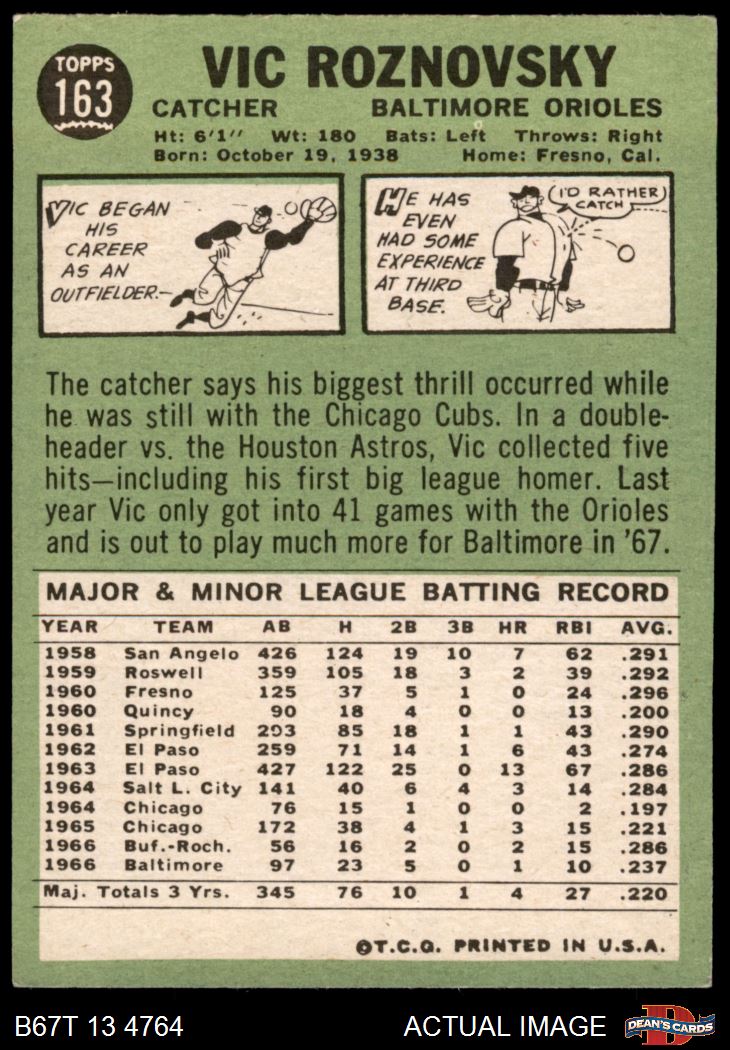 TOPPS
163
VIC ROZNOVSKY
CATCHER BALTIMORE ORIOLES
Ht: 6'1" Wt: 180 Bats: Left Throws: Right
Born: October 19, 1938 Home: Fresno, Cal.
VIC BEGAN
HIS
CAREER
AS AN
OUTFIELDER.
HE HAS
EVEN
HAD SOME
EXPERIENCE
AT THIRD
BASE.
I'D RATHER
CATCH
The catcher says his biggest thrill occurred while
he was still with the Chicago Cubs. In a double-
header vs. the Houston Astros, Vic collected five
hits—including his first big league homer. Last
year Vic only got into 41 games with the Orioles
and is out to play much more for Baltimore in '67.
MAJOR & MINOR LEAGUE BATTING RECORD
YEAR TEAM AB H 2B 3B HR RBI AVG.
1958 San Angelo 426 124 19 10 7 62 .291
1959 Roswell 359 105 18 3 2 39 .292
1960 Fresno 125 37 5 1 0 24 .296
1960 Quincy 90 18 4 0 0 13 .200
1961 Springfield 293 85 18 1 1 43 .290
1962 El Paso 259 71 14 1 6 43 .274
1963 El Paso 427 122 25 0 13 67 .286
1964 Salt L. City 141 40 6 4 3 14 .284
1964 Chicago 76 15 1 0 0 2 .197
1965 Chicago 172 38 4 1 3 15 .221
1966 Buf.-Roch. 56 16 2 0 2 15 .286
1966 Baltimore 97 23 5 0 1 10 .237
Maj. Totals 3 Yrs. 345 76 10 1 4 27 .220
©T.C.G. PRINTED IN U.S.A.
B67T 13 4764 ACTUAL IMAGE
D
DEAN'S CARDS